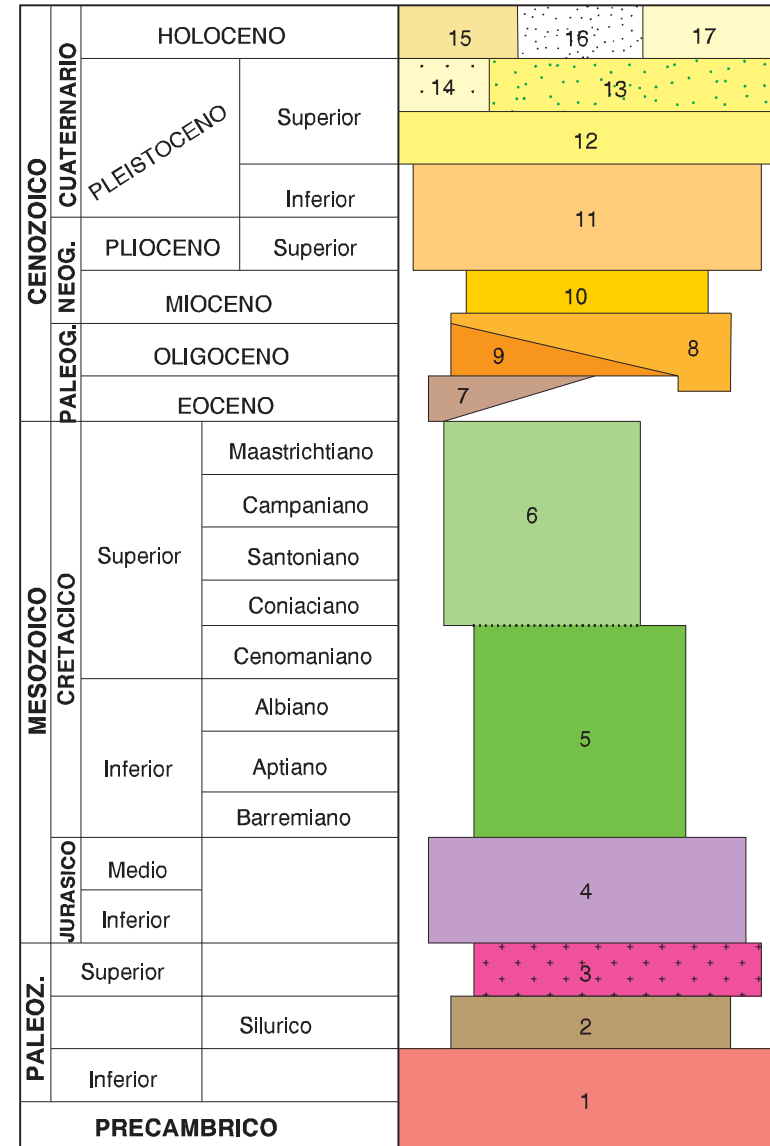 HOLOCENO 15 16 17
14 13
PLEISTOCENO Superior 12
Inferior 11
PLIOCENO Superior
MIOCENO 10
OLIGOCENO 9 8
EOCENO 7
CENOZOICO
CUATERNARIO
NEOG.
PALEOG.
Maastrichtiano
Campaniano 6
Superior Santoniano
Coniaciano
Cenomaniano
Albiano
Inferior Aptiano 5
Barremiano
MESOZOICO
CRETACICO
JURASICO
Medio 4
Inferior
PALEOZ.
Superior 3
Silurico 2
Inferior 1
PRECAMBRICO